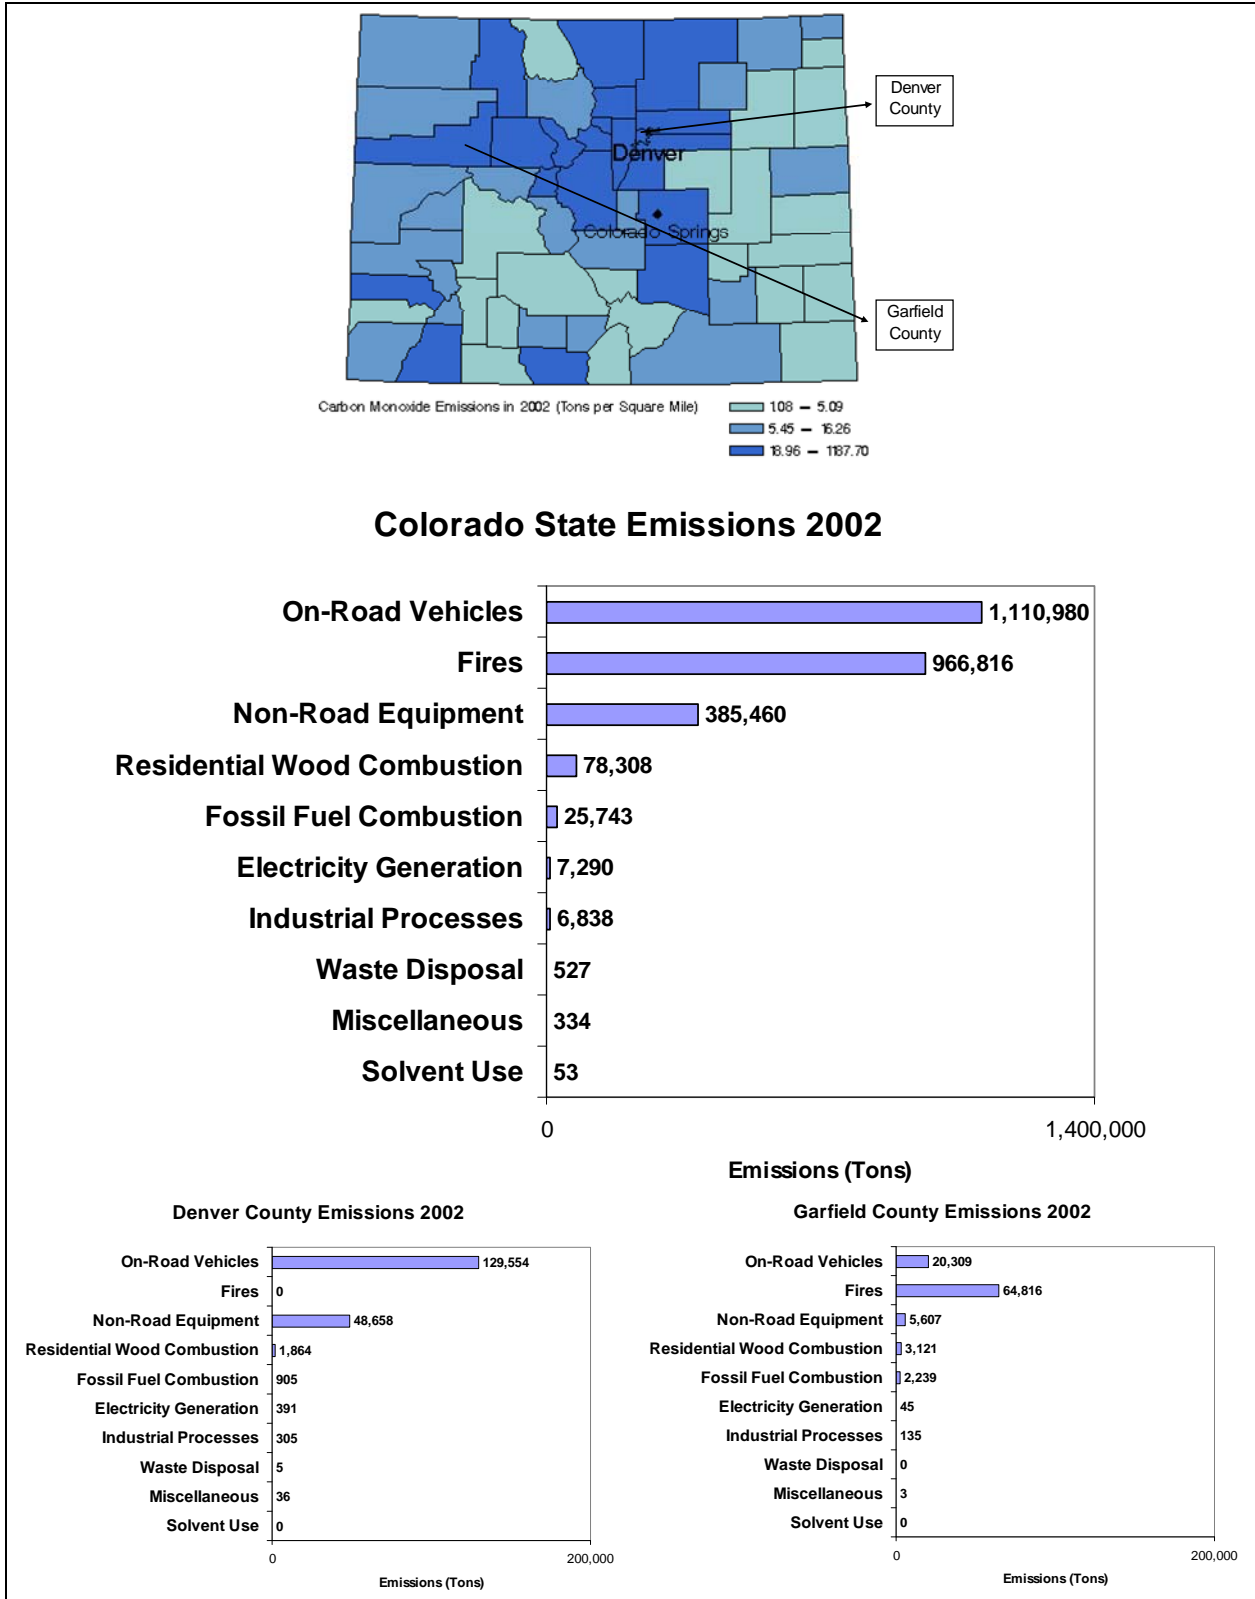 Denver
County
Denver
Colorado Springs
Garfield
County
Carbon Monoxide Emissions in 2002 (Tons per Square Mile)
1.08 – 5.09
5.45 – 16.26
18.96 – 1187.70
Colorado State Emissions 2002
On-Road Vehicles 1,110,980
Fires 966,816
Non-Road Equipment 385,460
Residential Wood Combustion 78,308
Fossil Fuel Combustion 25,743
Electricity Generation 7,290
Industrial Processes 6,838
Waste Disposal 527
Miscellaneous 334
Solvent Use 53
0 1,400,000
Emissions (Tons)
Denver County Emissions 2002
On-Road Vehicles 129,554
Fires 0
Non-Road Equipment 48,658
Residential Wood Combustion 1,864
Fossil Fuel Combustion 905
Electricity Generation 391
Industrial Processes 305
Waste Disposal 5
Miscellaneous 36
Solvent Use 0
0 200,000
Emissions (Tons)
Garfield County Emissions 2002
On-Road Vehicles 20,309
Fires 64,816
Non-Road Equipment 5,607
Residential Wood Combustion 3,121
Fossil Fuel Combustion 2,239
Electricity Generation 45
Industrial Processes 135
Waste Disposal 0
Miscellaneous 3
Solvent Use 0
0 200,000
Emissions (Tons)